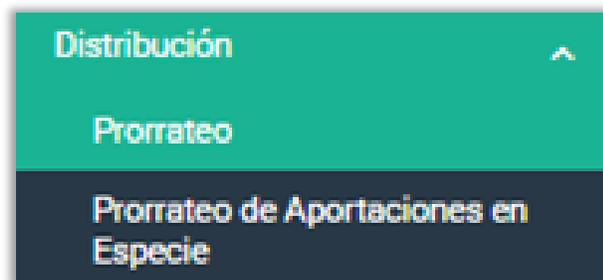 Distribución
Prorrateo
Prorrateo de Aportaciones en
Especie